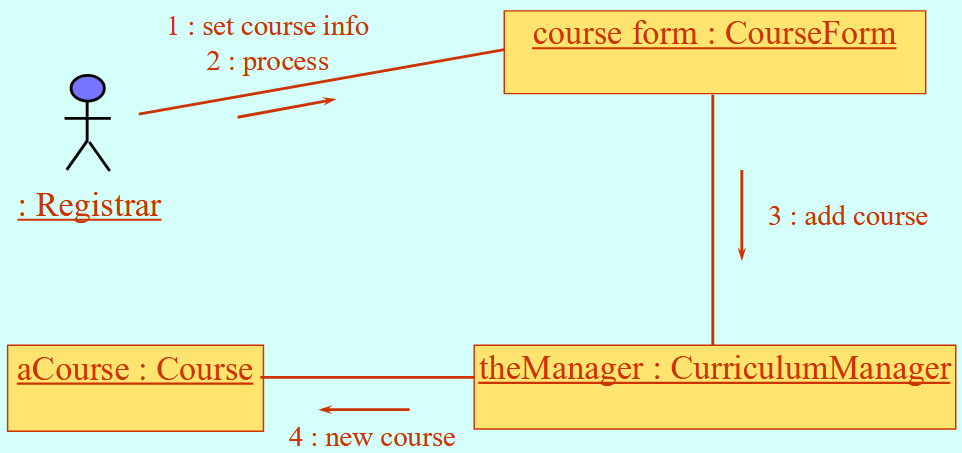 1 : set course info
2 : process
course form : CourseForm
: Registrar
3 : add course
aCourse : Course
theManager : CurriculumManager
4 : new course